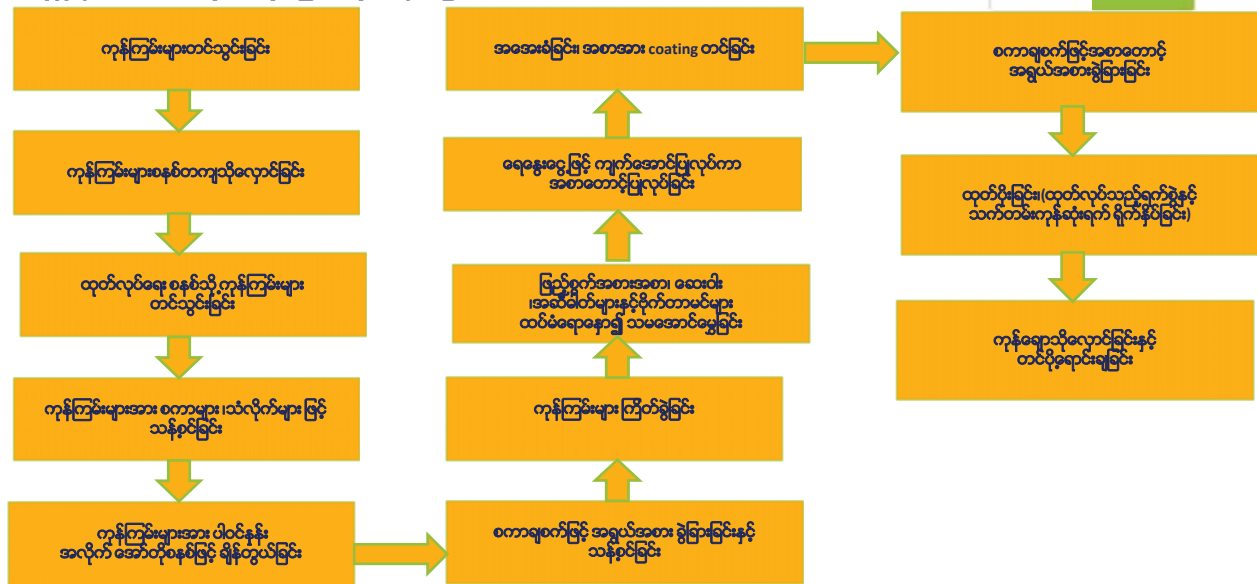 ကုန်ကြမ်းများတင်သွင်းခြင်း
ကုန်ကြမ်းများစနစ်တကျသိုလှောင်ခြင်း
ထုတ်လုပ်ရေး စနစ်သို့ ကုန်ကြမ်းများ
တင်သွင်းခြင်း
ကုန်ကြမ်းများအား စကာများ ၊သံလိုက်များ ဖြင့်
သန့်စင်ခြင်း
ကုန်ကြမ်းများအား ပါဝင်နှုန်း
အလိုက် အော်တိုစနစ်ဖြင့် ချိန်တွယ်ခြင်း
စကာချစက်ဖြင့် အရွယ်အစား ခွဲခြားခြင်းနှင့်
သန့်စင်ခြင်း
ကုန်ကြမ်းများ ကြိတ်ခွဲခြင်း
ဖြည့်စွက်အစားအစာ၊ ဆေးဝါး
၊အဆီဓါတ်များနှင့်ဗိုက်တာမင်များ
ထပ်မံရောနှော၍ သမအောင်မွှေခြင်း
ရေနွေးငွေ့ဖြင့် ကျက်အောင်ပြုလုပ်ကာ
အစာတောင့်ပြုလုပ်ခြင်း
အအေးခံခြင်း၊ အစာအား coating တင်ခြင်း
စကာချစက်ဖြင့်အစာတောင့်
အရွယ်အစားခွဲခြားခြင်း
ထုတ်ပိုးခြင်း၊(ထုတ်လုပ်သည့်ရက်စွဲနှင့်
သက်တမ်းကုန်ဆုံးရက် ရိုက်နှိပ်ခြင်း)
ကုန်ချောသိုလှောင်ခြင်းနှင့်
တင်ပို့ရောင်းချခြင်း